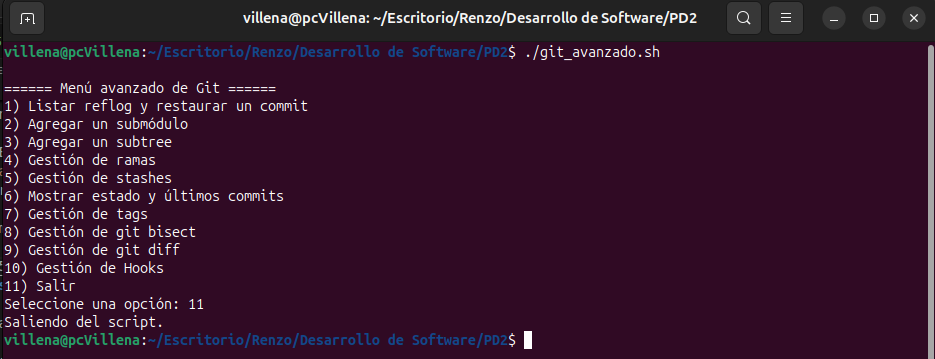 villena@pcVillena: ~/Escritorio/Renzo/Desarrollo de Software/PD2
villena@pcVillena:~/Escritorio/Renzo/Desarrollo de Software/PD2$ ./git_avanzado.sh
====== Menú avanzado de Git ======
1) Listar reflog y restaurar un commit
2) Agregar un submódulo
3) Agregar un subtree
4) Gestión de ramas
5) Gestión de stashes
6) Mostrar estado y últimos commits
7) Gestión de tags
8) Gestión de git bisect
9) Gestión de git diff
10) Gestión de Hooks
11) Salir
Seleccione una opción: 11
Saliendo del script.
villena@pcVillena:~/Escritorio/Renzo/Desarrollo de Software/PD2$